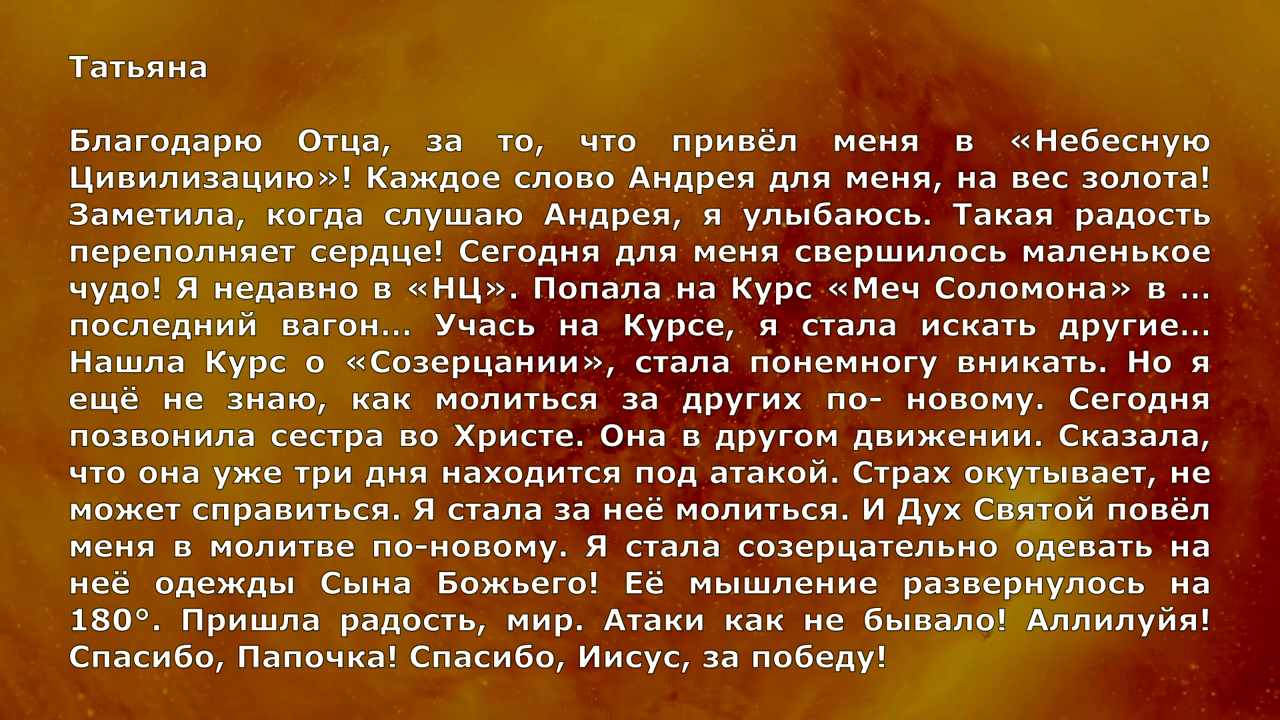 Татьяна
Благодарю Отца, за то, что привёл меня в «Небесную
Цивилизацию»! Каждое слово Андрея для меня, на вес золота!
Заметила, когда слушаю Андрея, я улыбаюсь. Такая радость
переполняет сердце! Сегодня для меня свершилось маленькое
чудо! Я недавно в «НЦ». Попала на Курс «Меч Соломона» в ...
последний вагон... Учась на Курсе, я стала искать другие...
Нашла Курс о «Созерцании», стала понемногу вникать. Но я
ещё не знаю, как молиться за других по- новому. Сегодня
позвонила сестра во Христе. Она в другом движении. Сказала,
что она уже три дня находится под атакой. Страх окутывает, не
может справиться. Я стала за неё молиться. И Дух Святой повёл
меня в молитве по-новому. Я стала созерцательно одевать на
неё одежды Сына Божьего! Её мышление развернулось на
180°. Пришла радость, мир. Атаки как не бывало! Аллилуйя!
Спасибо, Папочка! Спасибо, Иисус, за победу!